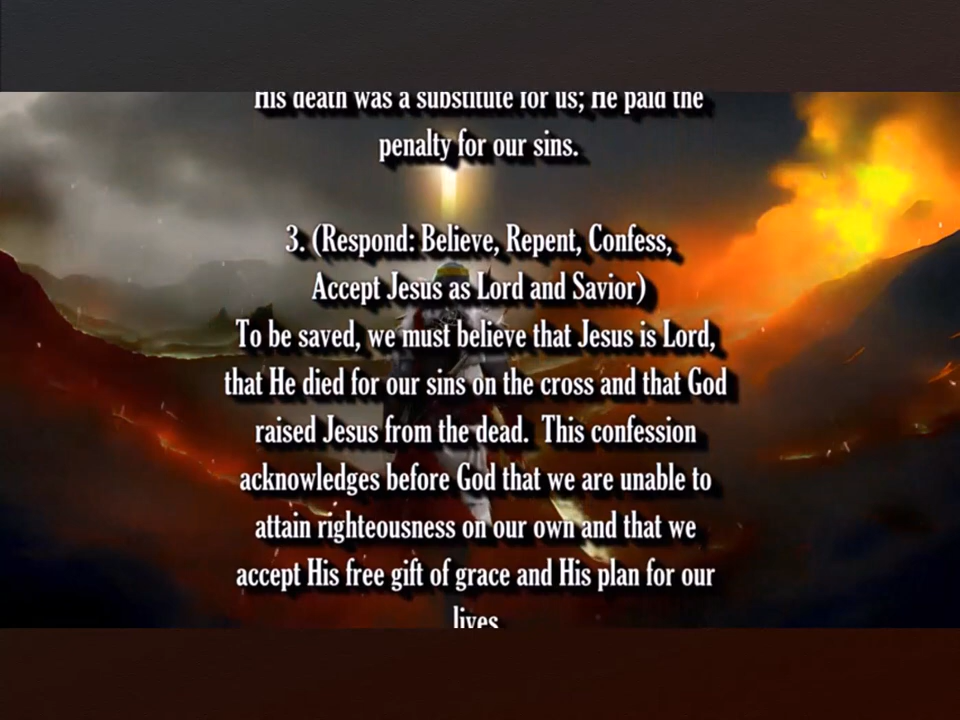 His death was a substitute for us; He paid the
penalty for our sins.
3. (Respond: Believe, Repent, Confess,
Accept Jesus as Lord and Savior)
To be saved, we must believe that Jesus is Lord,
that He died for our sins on the cross and that God
raised Jesus from the dead.  This confession
acknowledges before God that we are unable to
attain righteousness on our own and that we
accept His free gift of grace and His plan for our
lives